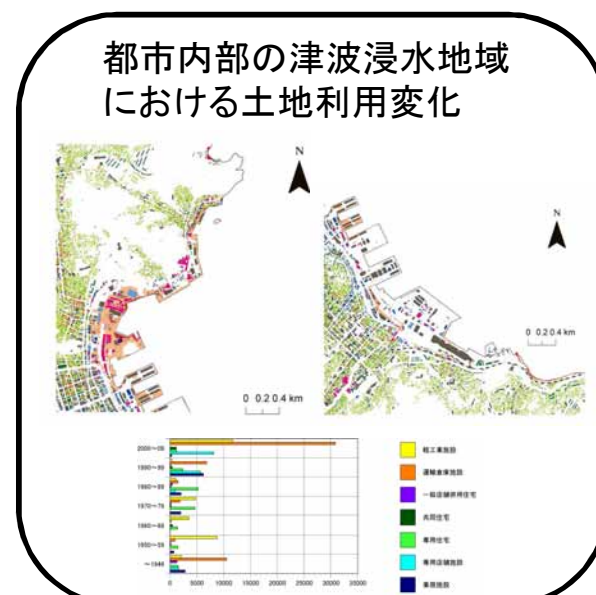 都市内部の津波浸水地域
における土地利用変化
N
N
0 0.2 0.4 km
0 0.2 0.4 km
2000～05
1990～99
1980～89
1970～79
1960～69
1950～59
～1949
0 5000 10000 15000 20000 25000 30000 35000
軽工業施設
運輸倉庫施設
一般店舗併用住宅
共同住宅
専用住宅
専用店舗施設
事務施設